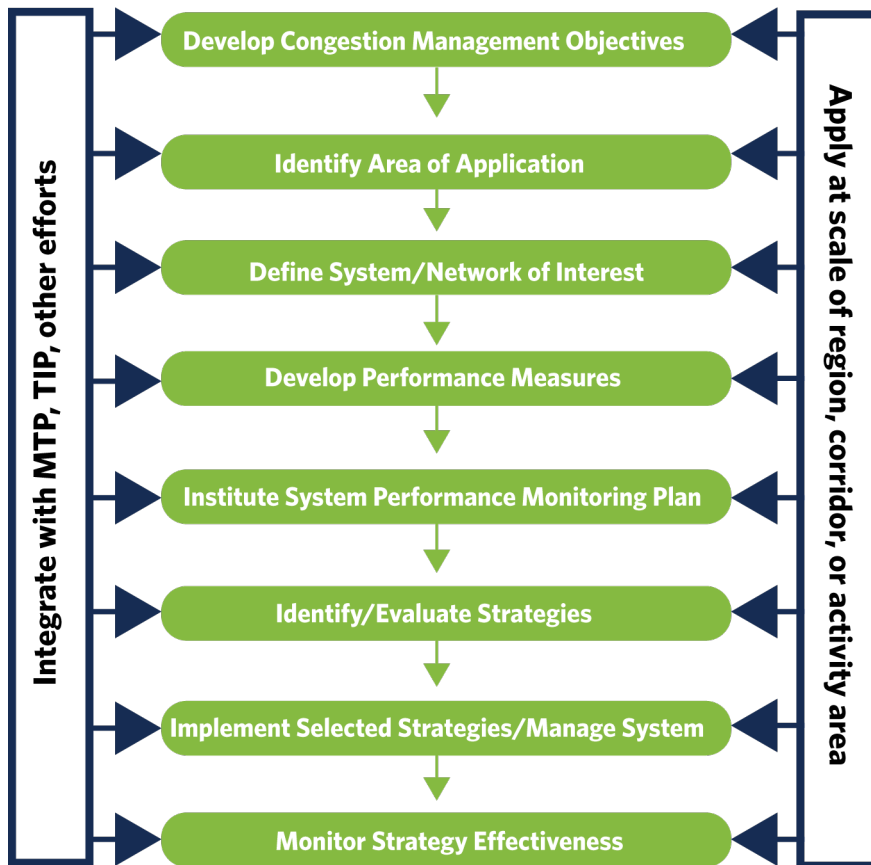 Integrate with MTP, TIP, other efforts
Develop Congestion Management Objectives
Identify Area of Application
Define System/Network of Interest
Develop Performance Measures
Institute System Performance Monitoring Plan
Identify/Evaluate Strategies
Implement Selected Strategies/Manage System
Monitor Strategy Effectiveness
Apply at scale of region, corridor, or activity area